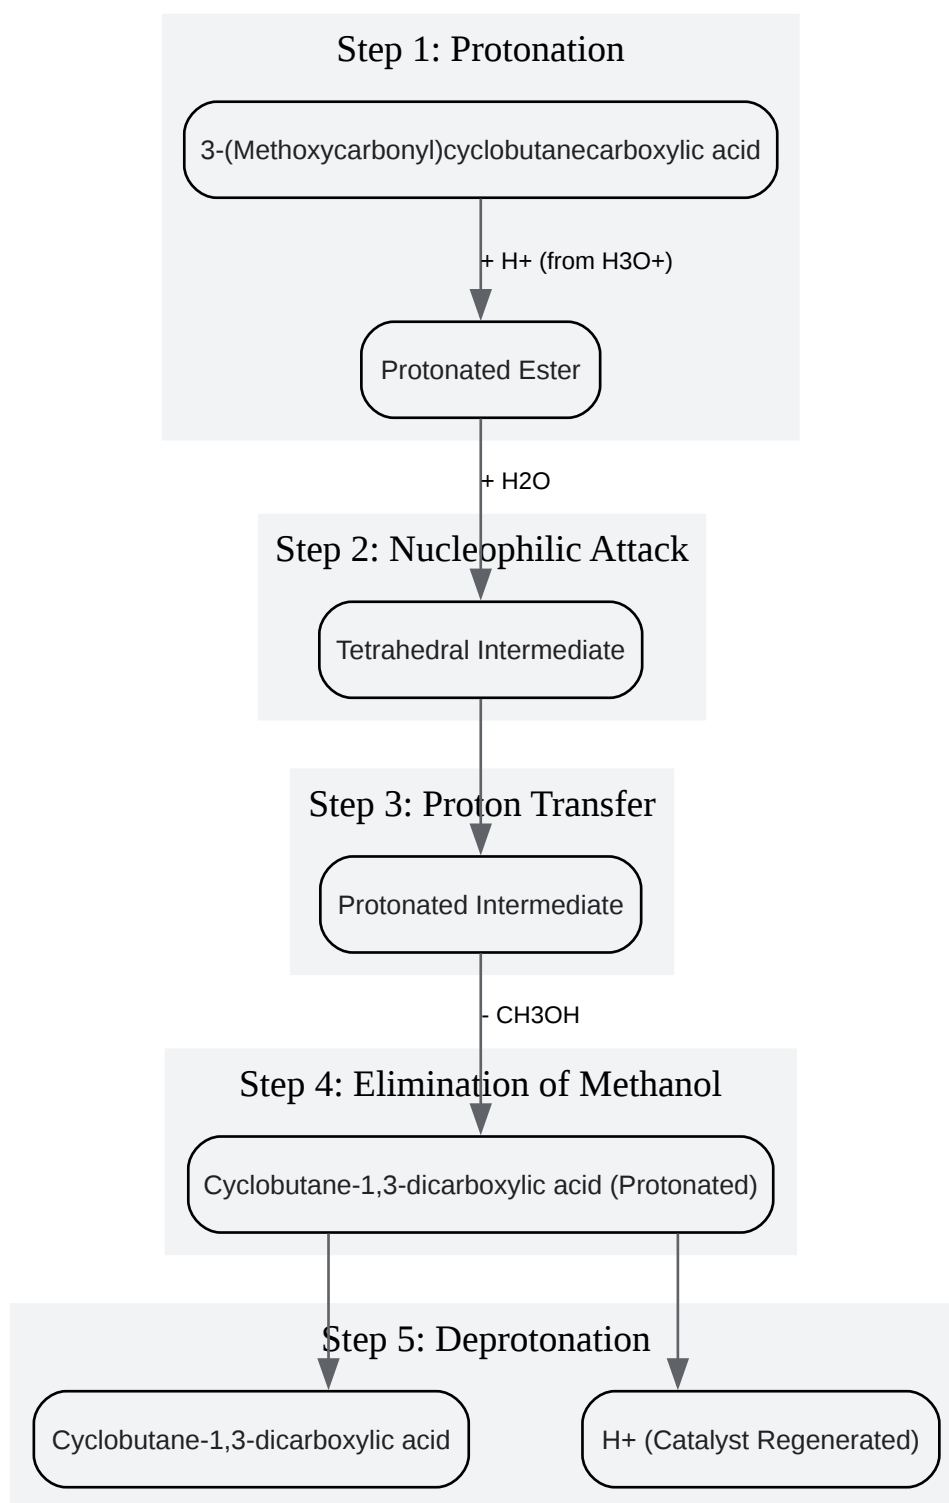 Step 1: Protonation
3-(Methoxycarbonyl)cyclobutanecarboxylic acid
+ H+ (from H3O+)
Protonated Ester
+ H2O
Step 2: Nucleophilic Attack
Tetrahedral Intermediate
Step 3: Proton Transfer
Protonated Intermediate
- CH3OH
Step 4: Elimination of Methanol
Cyclobutane-1,3-dicarboxylic acid (Protonated)
Step 5: Deprotonation
Cyclobutane-1,3-dicarboxylic acid
H+ (Catalyst Regenerated)